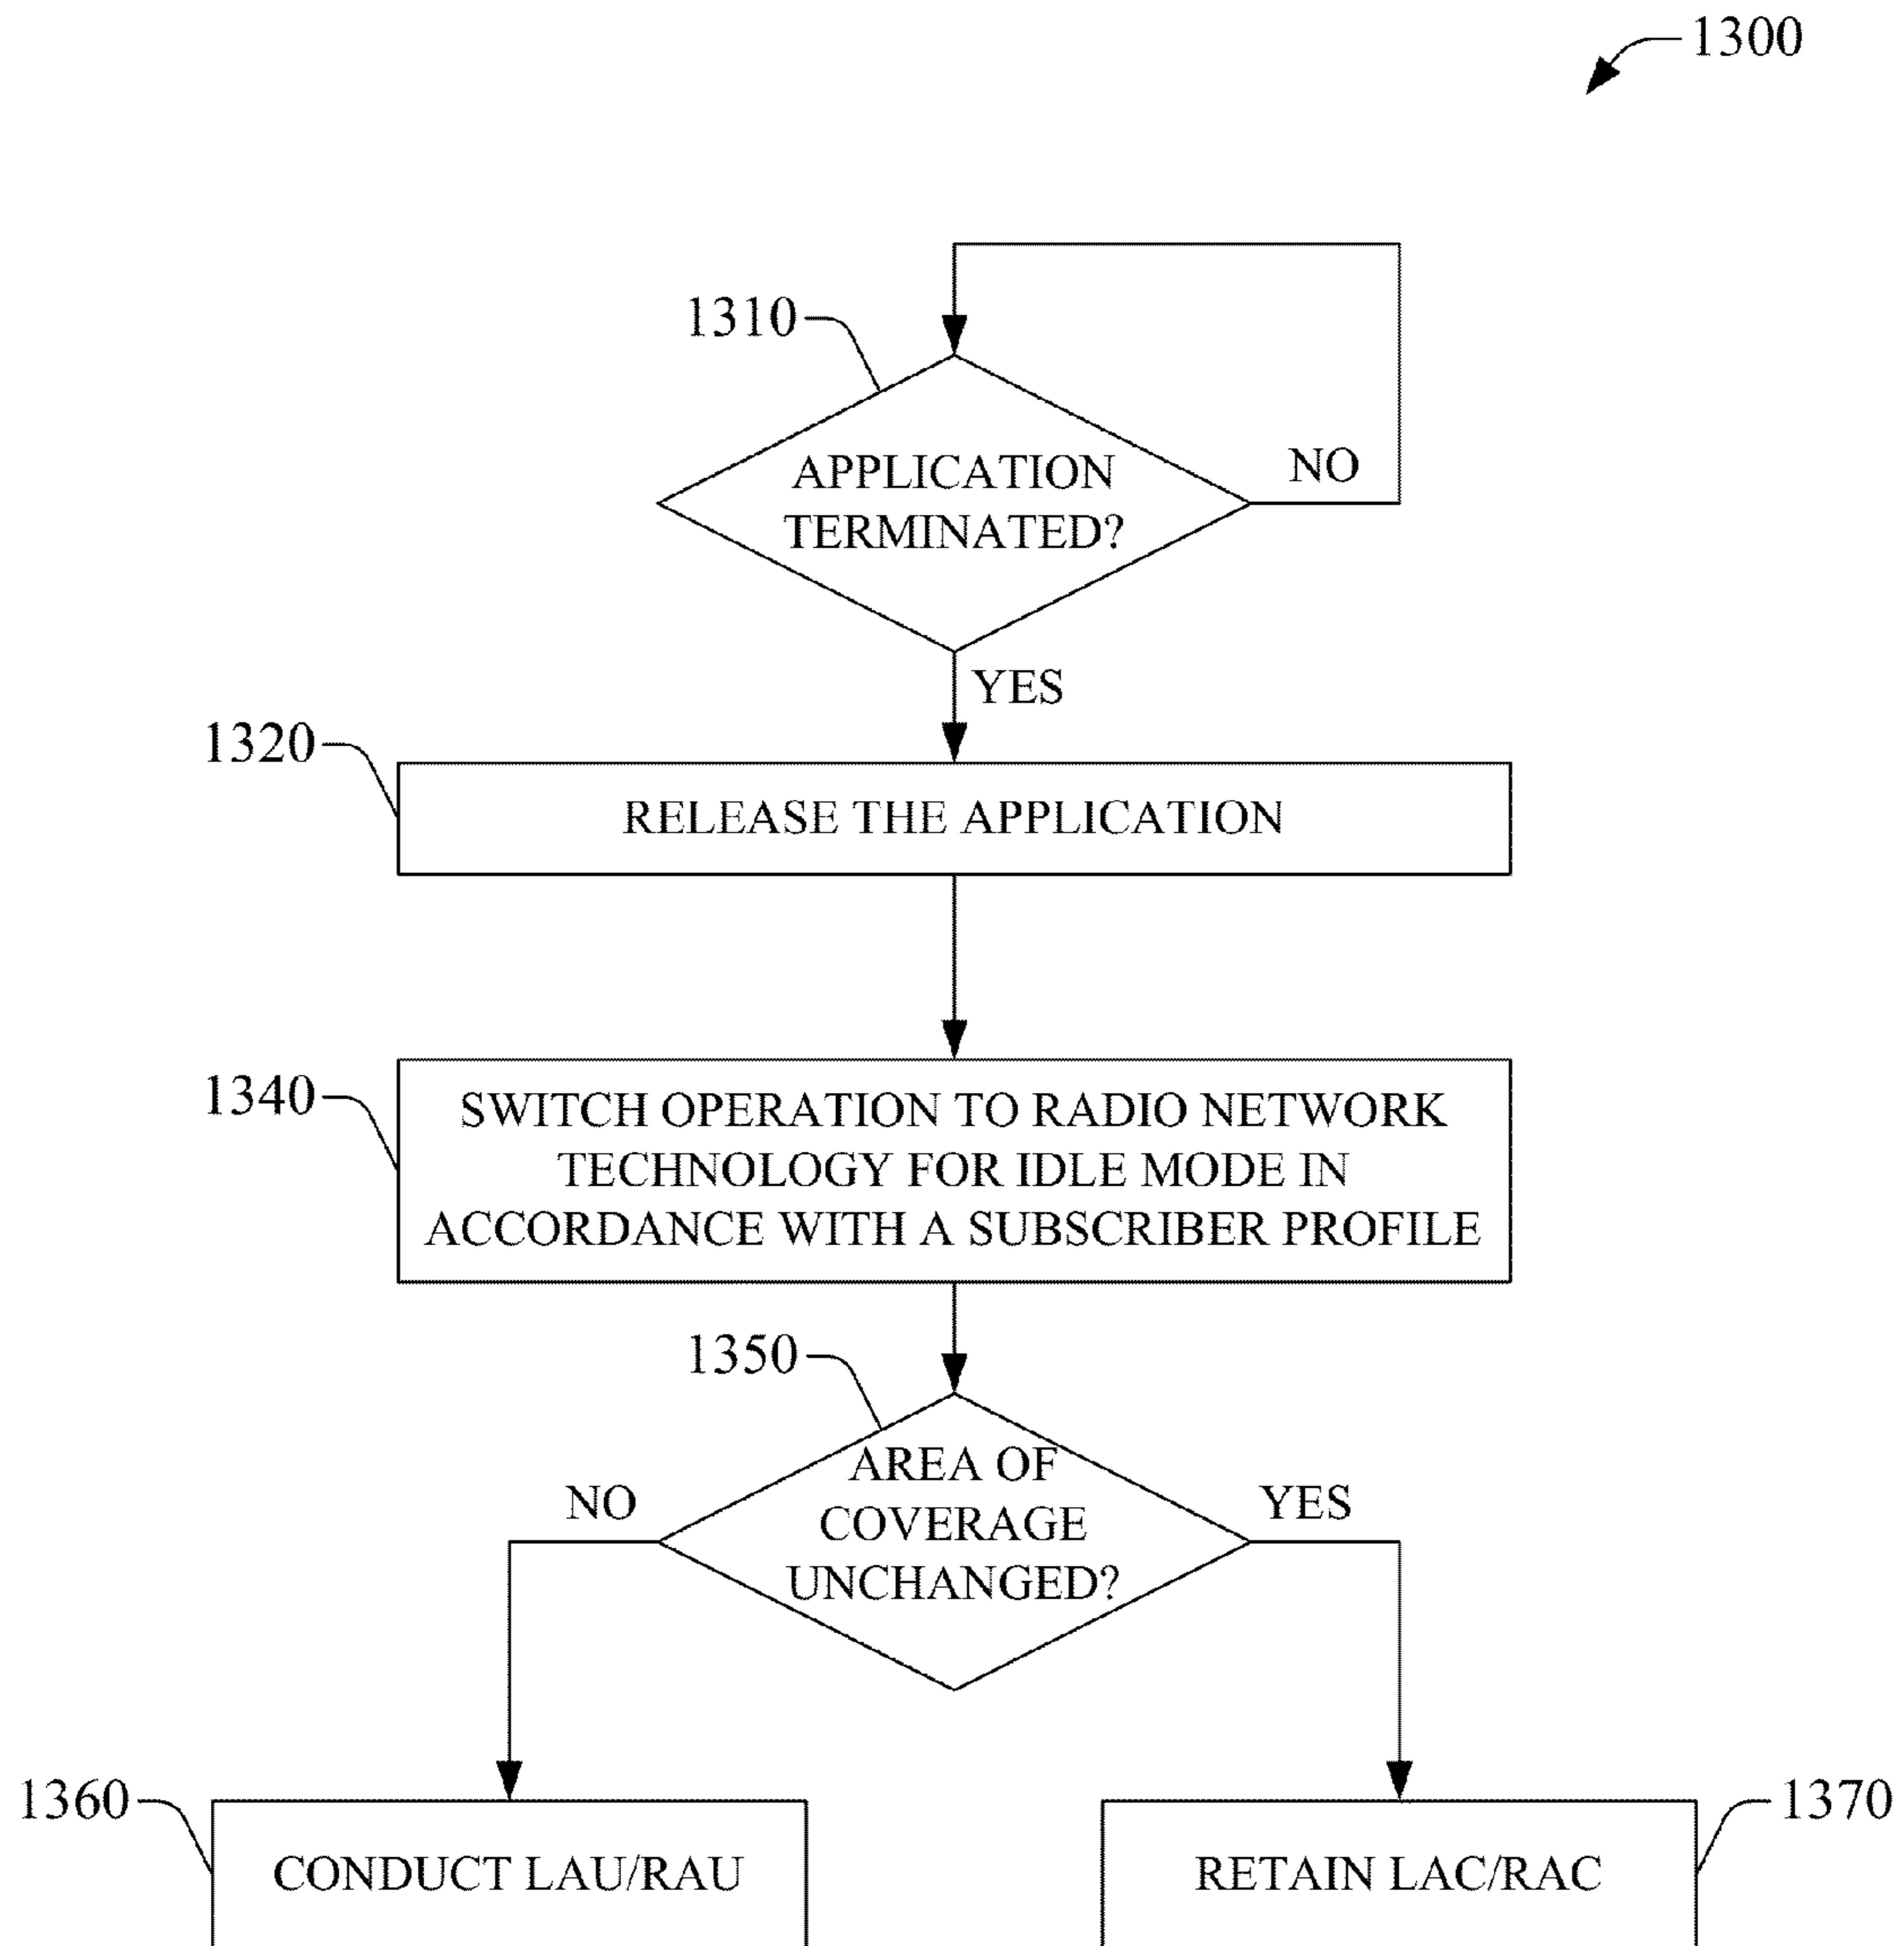 1300
1310
APPLICATION
TERMINATED?
NO
YES
1320
RELEASE THE APPLICATION
1340
SWITCH OPERATION TO RADIO NETWORK
TECHNOLOGY FOR IDLE MODE IN
ACCORDANCE WITH A SUBSCRIBER PROFILE
1350
AREA OF
COVERAGE
UNCHANGED?
NO
YES
1360
CONDUCT LAU/RAU
RETAIN LAC/RAC
1370